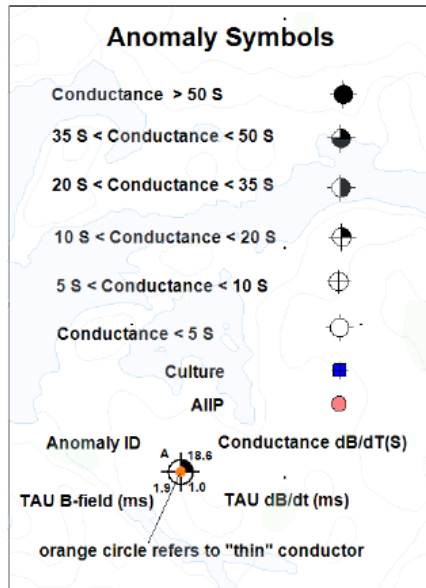 Anomaly Symbols
Conductance > 50 S
35 S < Conductance < 50 S
20 S < Conductance < 35 S
10 S < Conductance < 20 S
5 S < Conductance < 10 S
Conductance < 5 S
Culture
AIIP
Anomaly ID
Conductance dB/dT(S)
A 18.6
1.9 1.0
TAU B-field (ms)
TAU dB/dt (ms)
orange circle refers to "thin" conductor